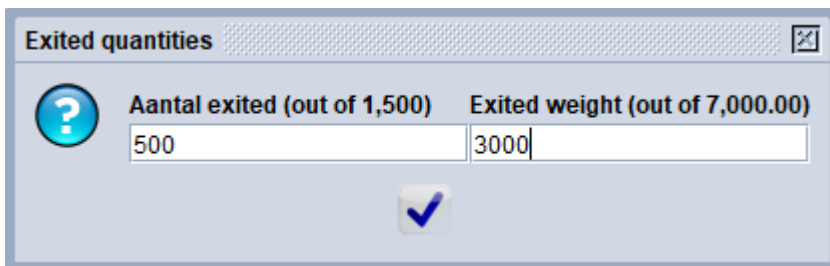 Exited quantities
Aantal exited (out of 1,500) Exited weight (out of 7,000.00)
500 3000